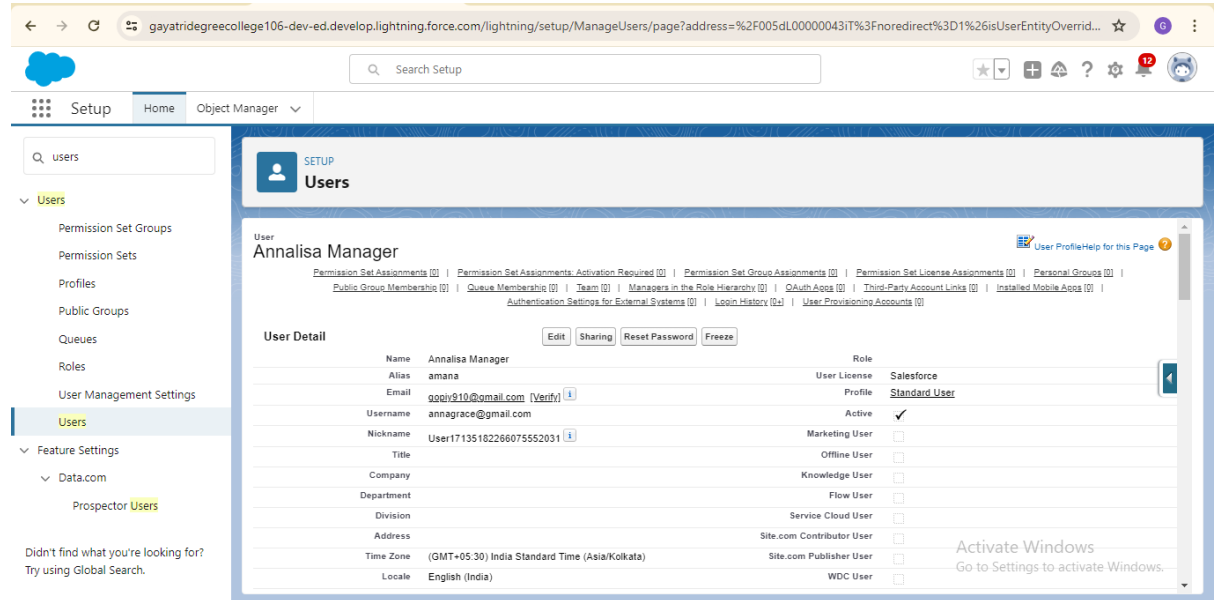 gayatridegreecollege106-dev-ed.develop.lightning.force.com/lightning/setup/ManageUsers/page?address=%2F005dL00000043iT%3Fnoredirect%3D1%26isUserEntityOverrid...
G
Search Setup
12
Setup Home Object Manager
users
Users
Permission Set Groups
Permission Sets
Profiles
Public Groups
Queues
Roles
User Management Settings
Users
Feature Settings
Data.com
Prospector Users
Didn't find what you're looking for?
Try using Global Search.
SETUP
Users
User
Annalisa Manager
User Profile Help for this Page ?
Permission Set Assignments [0] | Permission Set Assignments: Activation Required [0] | Permission Set Group Assignments [0] | Permission Set License Assignments [0] | Personal Groups [0] |
Public Group Membership [0] | Queue Membership [0] | Team [0] | Managers in the Role Hierarchy [0] | OAuth Apps [0] | Third-Party Account Links [0] | Installed Mobile Apps [0] |
Authentication Settings for External Systems [0] | Login History [0+] | User Provisioning Accounts [0]
User Detail Edit Sharing Reset Password Freeze
Name Annalisa Manager Role
Alias amana User License Salesforce
Email gopiy910@gmail.com [Verify] i Profile Standard User
Username annagrace@gmail.com Active ✓
Nickname User17135182266075552031 i Marketing User
Title Offline User
Company Knowledge User
Department Flow User
Division Service Cloud User
Address Site.com Contributor User
Time Zone (GMT+05:30) India Standard Time (Asia/Kolkata) Site.com Publisher User
Locale English (India) WDC User
Activate Windows
Go to Settings to activate Windows.